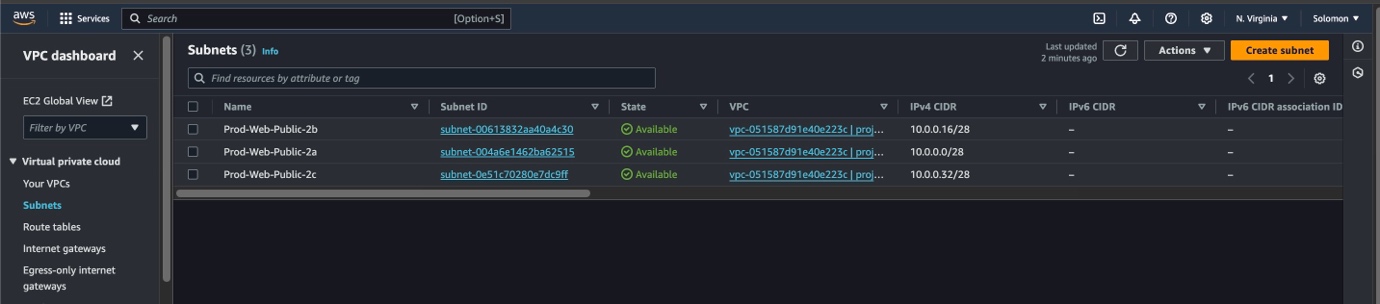 aws Services Search [Option+S] N. Virginia Solomon
VPC dashboard
EC2 Global View
Filter by VPC
Virtual private cloud
Your VPCs
Subnets
Route tables
Internet gateways
Egress-only internet
gateways
Subnets (3) Info
Last updated
2 minutes ago
Actions
Create subnet
Find resources by attribute or tag
1
Name Subnet ID State VPC IPv4 CIDR IPv6 CIDR IPv6 CIDR association ID
Prod-Web-Public-2b subnet-00613832aa40a4c30 Available vpc-051587d91e40e223c | proj... 10.0.0.16/28 –  –
Prod-Web-Public-2a subnet-004a6e1462ba62515 Available vpc-051587d91e40e223c | proj... 10.0.0.0/28 – –
Prod-Web-Public-2c subnet-0e51c70280e7dc9ff Available vpc-051587d91e40e223c | proj... 10.0.0.32/28 – –